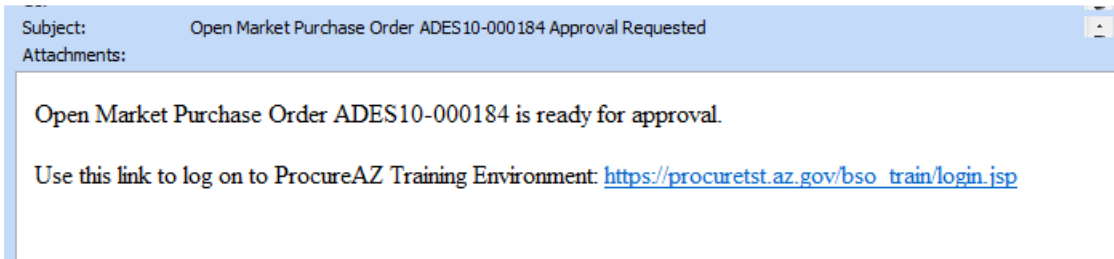 Subject: Open Market Purchase Order ADES10-000184 Approval Requested
Attachments:
Open Market Purchase Order ADES10-000184 is ready for approval.
Use this link to log on to ProcureAZ Training Environment: https://procuretst.az.gov/bso_train/login.jsp